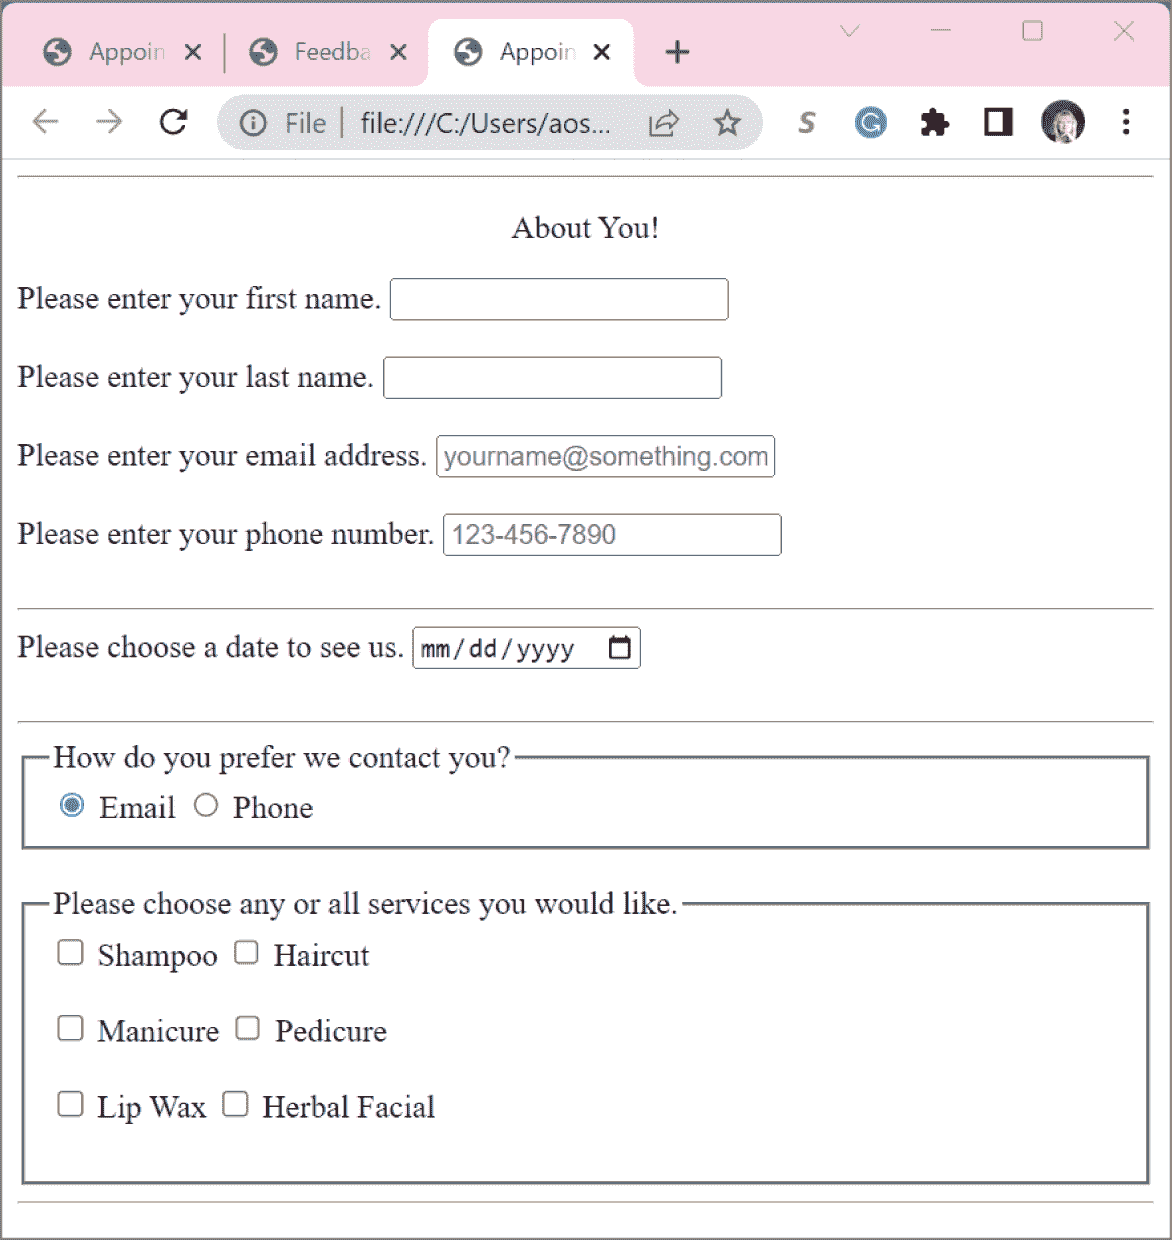 Appoin Feedba Appoin
File file:///C:/Users/aos...
About You!
Please enter your first name.
Please enter your last name.
Please enter your email address. yourname@something.com
Please enter your phone number. 123-456-7890
Please choose a date to see us. mm/dd/yyyy
How do you prefer we contact you?
Email Phone
Please choose any or all services you would like.
Shampoo Haircut
Manicure Pedicure
Lip Wax Herbal Facial